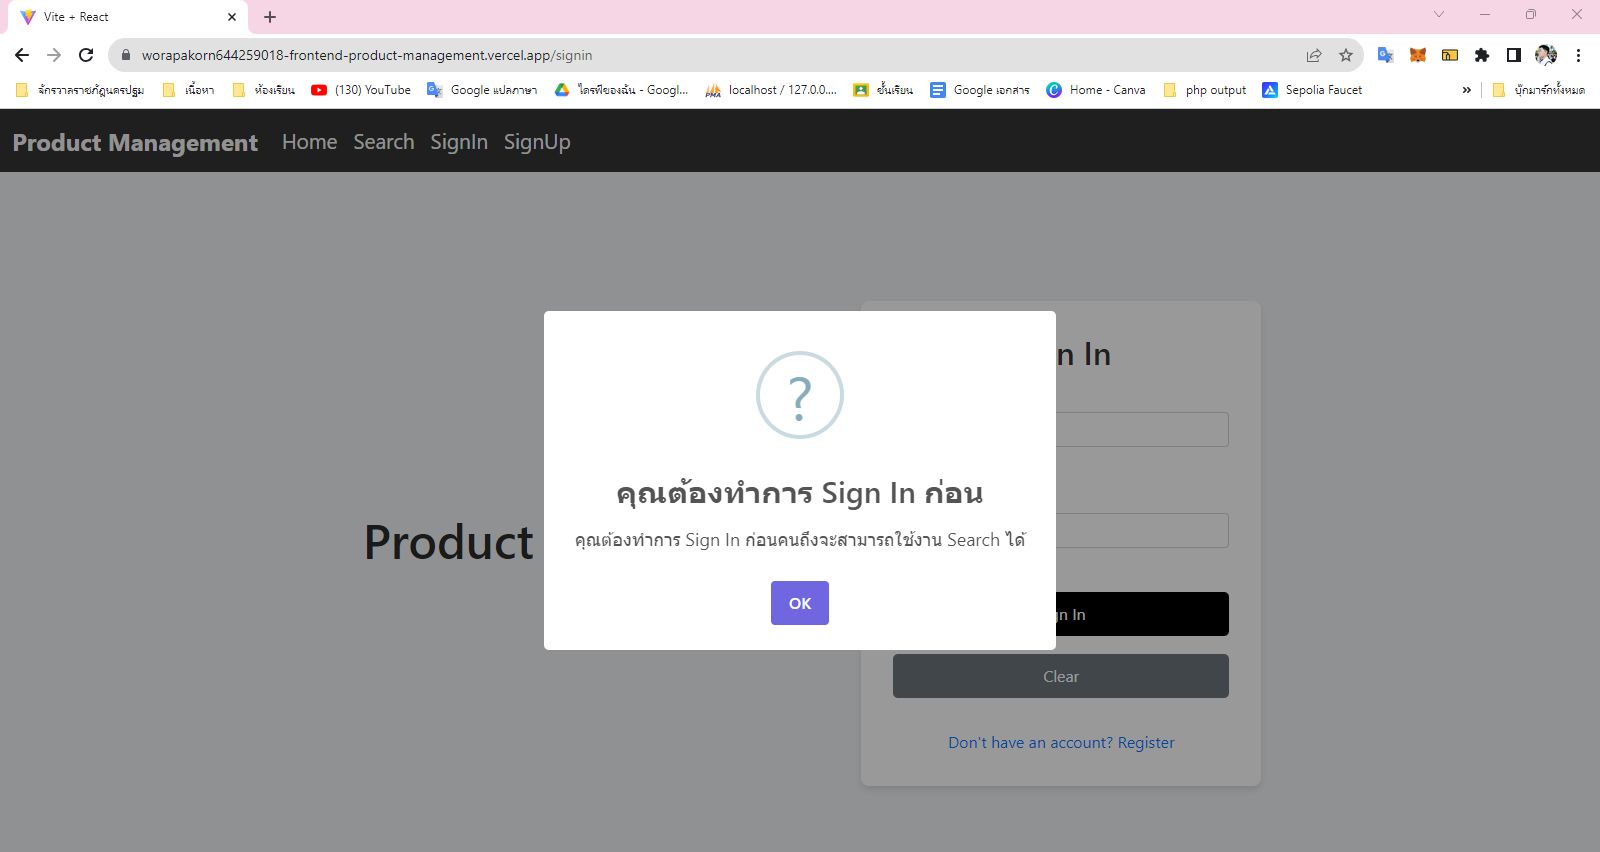 Vite + React
worapakorn644259018-frontend-product-management.vercel.app/signin
จักรวาลราชภัฏนครปฐม
เนื้อหา
ห้องเรียน
(130) YouTube
Google แปลภาษา
ไดรฟ์ของฉัน - Googl...
localhost / 127.0.0....
ชั้นเรียน
Google เอกสาร
Home - Canva
php output
Sepolia Faucet
»
บุ๊กมาร์กทั้งหมด
Product Management
Home
Search
SignIn
SignUp
n In
?
คุณต้องทำการ Sign In ก่อน
คุณต้องทำการ Sign In ก่อนคนถึงจะสามารถใช้งาน Search ได้
OK
Product
gn In
Clear
Don't have an account? Register